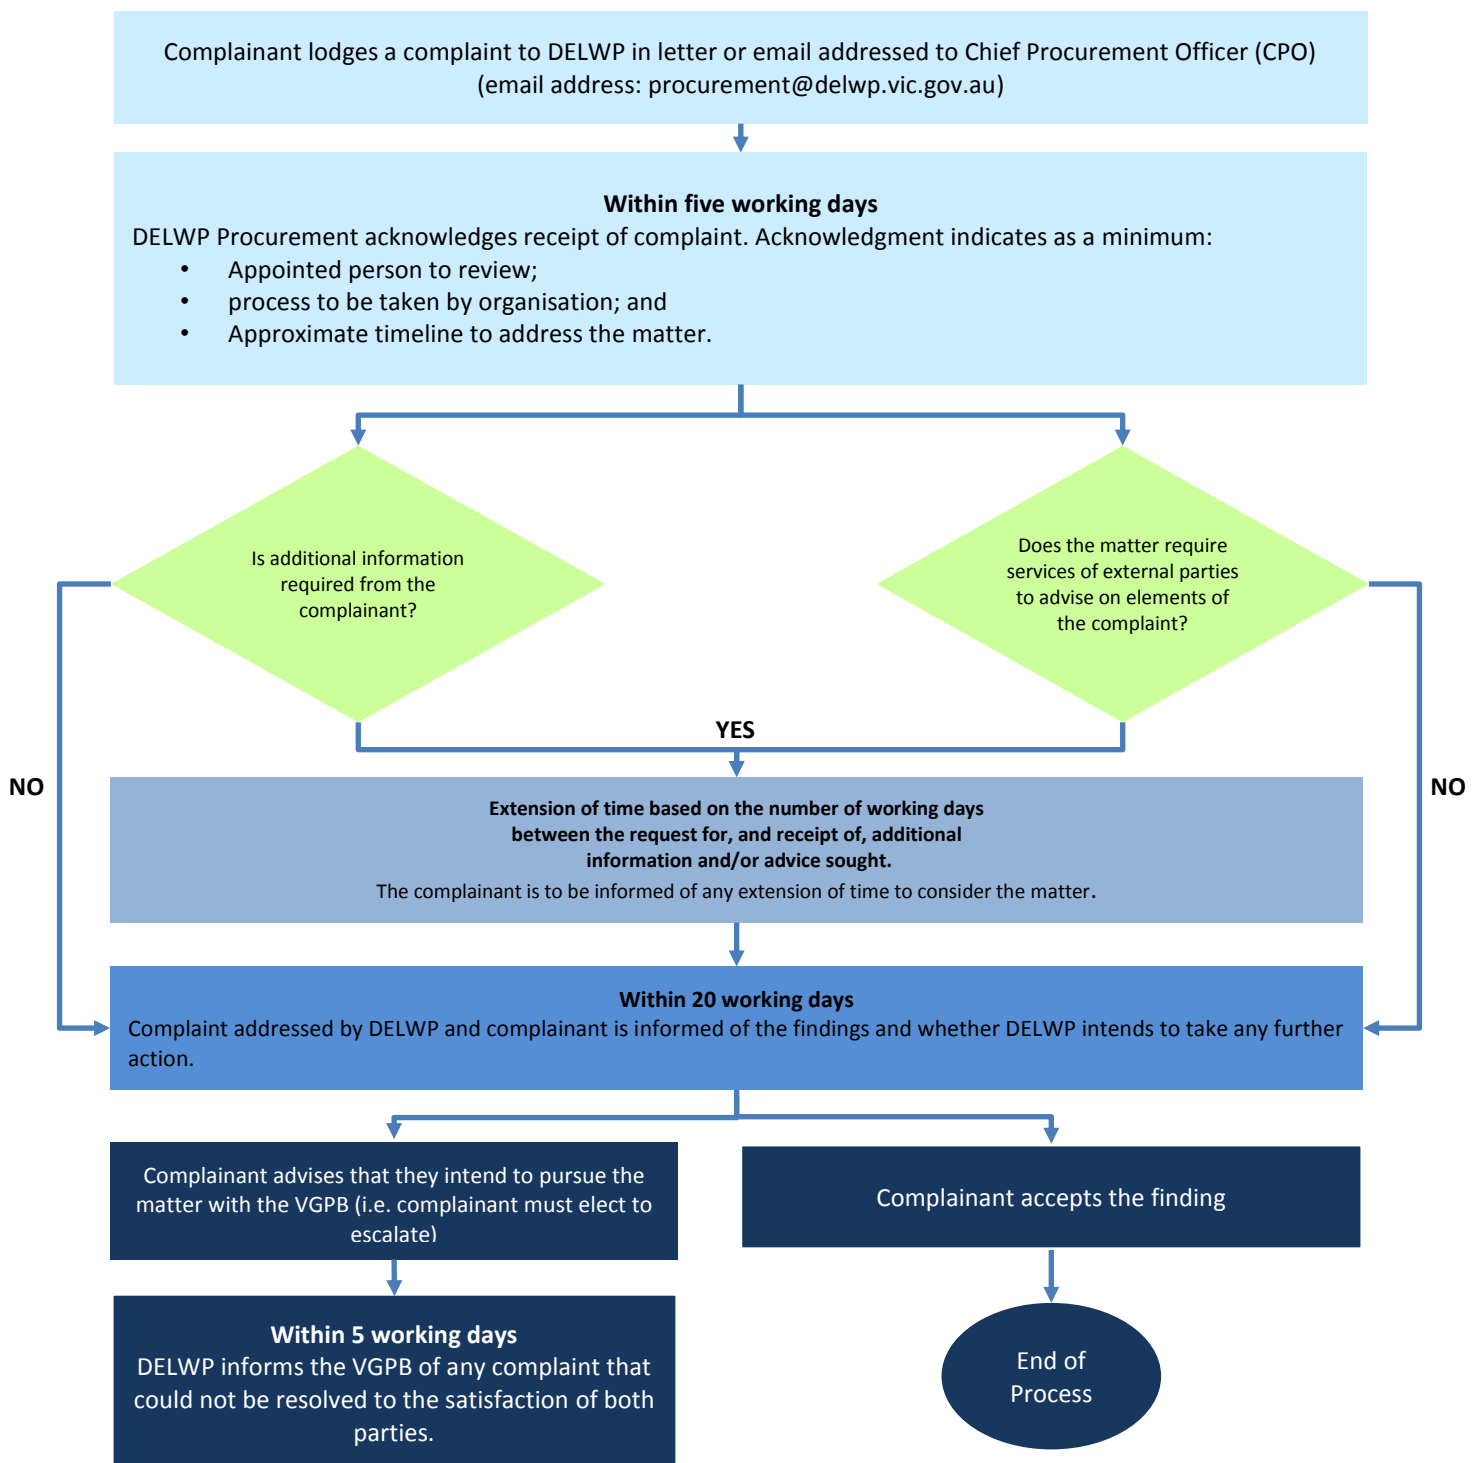 Complainant lodges a complaint to DELWP in letter or email addressed to Chief Procurement Officer (CPO)
(email address: procurement@delwp.vic.gov.au)
Within five working days
DELWP Procurement acknowledges receipt of complaint. Acknowledgment indicates as a minimum:
• Appointed person to review;
• process to be taken by organisation; and
• Approximate timeline to address the matter.
Is additional information
required from the
complainant?
Does the matter require
services of external parties
to advise on elements of
the complaint?
YES
NO
NO
Extension of time based on the number of working days
between the request for, and receipt of, additional
information and/or advice sought.
The complainant is to be informed of any extension of time to consider the matter.
Within 20 working days
Complaint addressed by DELWP and complainant is informed of the findings and whether DELWP intends to take any further
action.
Complainant advises that they intend to pursue the
matter with the VGPB (i.e. complainant must elect to
escalate)
Complainant accepts the finding
Within 5 working days
DELWP informs the VGPB of any complaint that
could not be resolved to the satisfaction of both
parties.
End of
Process